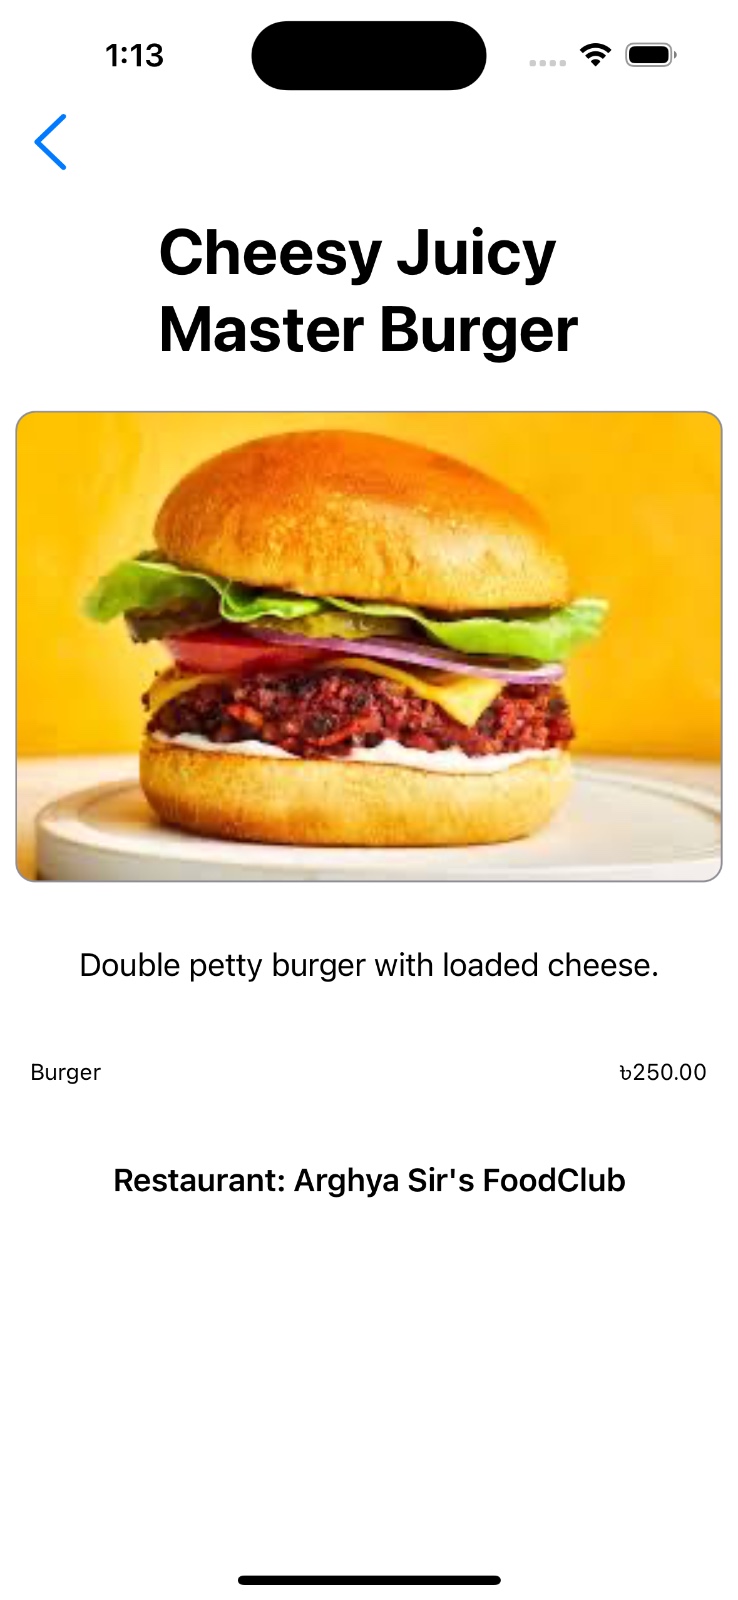 1:13
Cheesy Juicy
Master Burger
Double petty burger with loaded cheese.
Burger
৳250.00
Restaurant: Arghya Sir's FoodClub